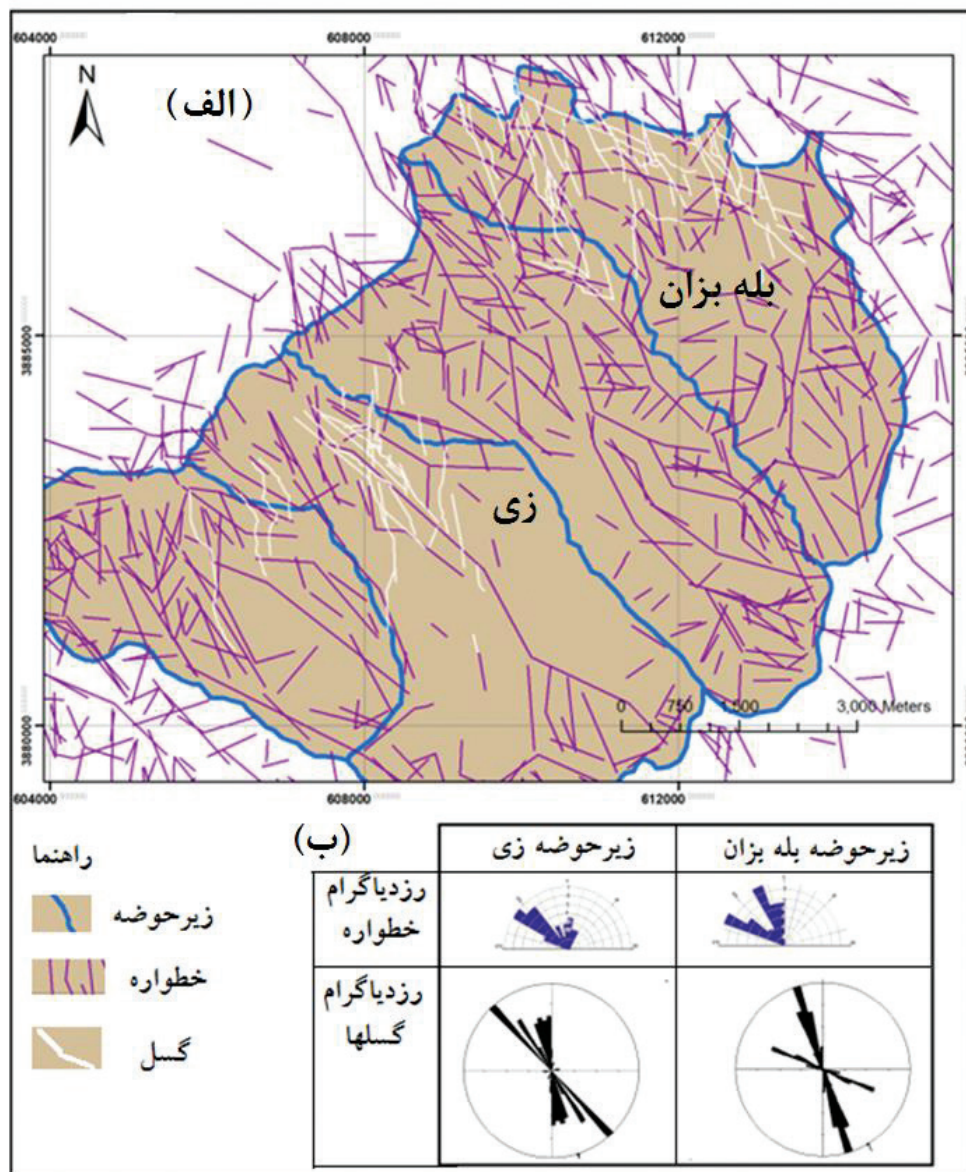 604000 608000 612000
N
(الف)
بله بزان
3885000
زی
3880000
0 750 1,500 3,000 Meters
604000 608000 612000
راهنما
زیرحوضه
خطواره
گسل
(ب)
زیرحوضه زی
زیرحوضه بله بزان
رزدیاگرام
خطواره
رزدیاگرام
گسلها